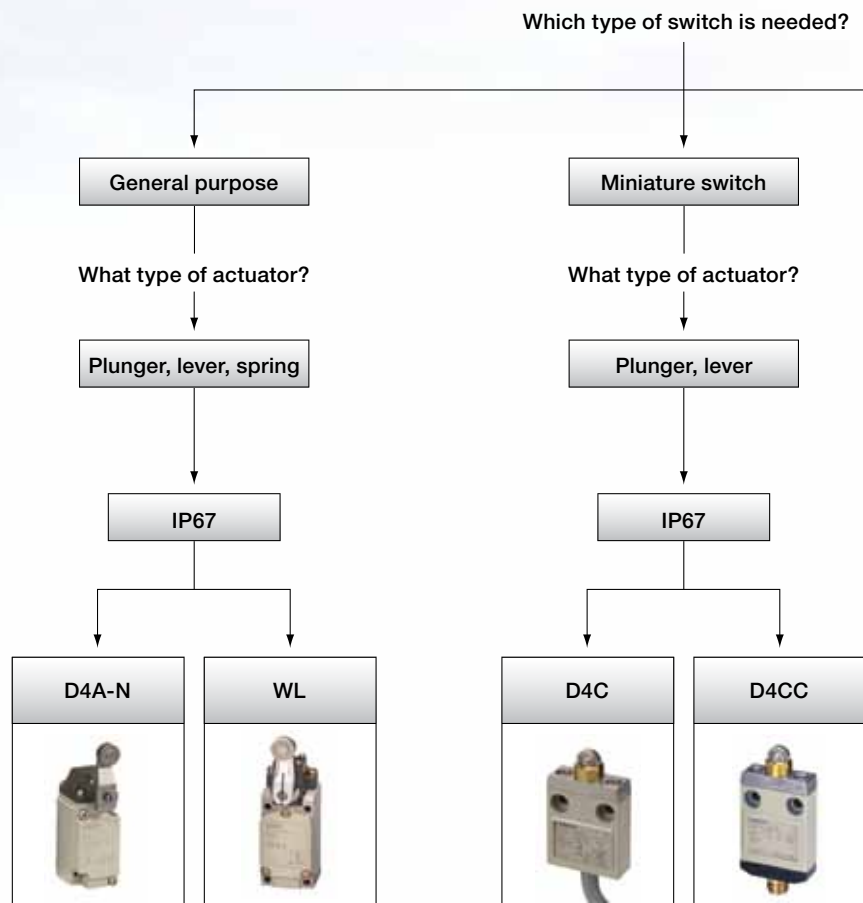 Which type of switch is needed?
General purpose
Miniature switch
What type of actuator?
What type of actuator?
Plunger, lever, spring
Plunger, lever
IP67
IP67
D4A-N
WL
D4C
D4CC